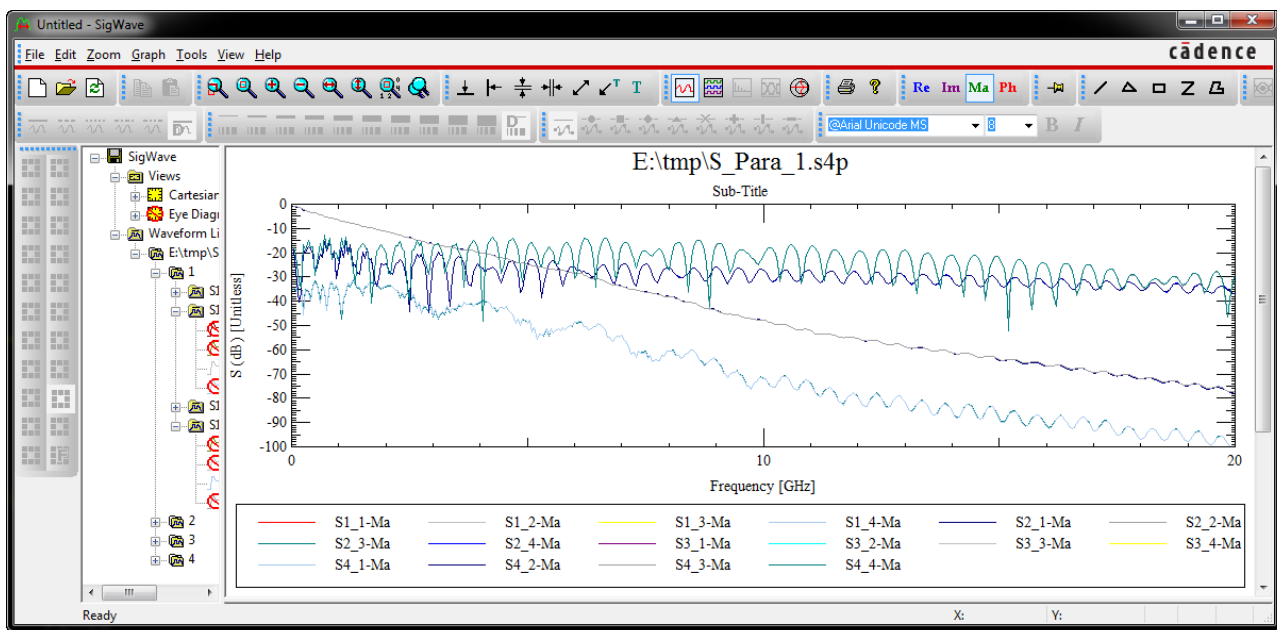 Untitled - SigWave
File Edit Zoom Graph Tools View Help
cādence
T T Re Im Ma Ph
@Arial Unicode MS 8 B I
SigWave
Views
Cartesian
Eye Diagr
Waveform Li
E:\tmp\S
1
S1
S1
S1
S1
2
3
4
E:\tmp\S_Para_1.s4p
Sub-Title
S (dB) [Unitless]
0
-10
-20
-30
-40
-50
-60
-70
-80
-90
-100
0 10 20
Frequency [GHz]
S1_1-Ma S1_2-Ma S1_3-Ma S1_4-Ma S2_1-Ma S2_2-Ma
S2_3-Ma S2_4-Ma S3_1-Ma S3_2-Ma S3_3-Ma S3_4-Ma
S4_1-Ma S4_2-Ma S4_3-Ma S4_4-Ma
Ready X: Y: